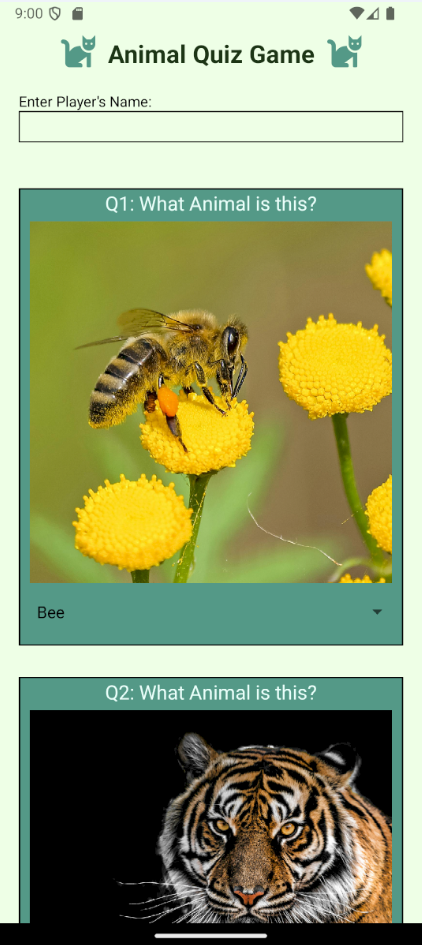 9:00
Animal Quiz Game
Enter Player's Name:
Q1: What Animal is this?
Bee
Q2: What Animal is this?